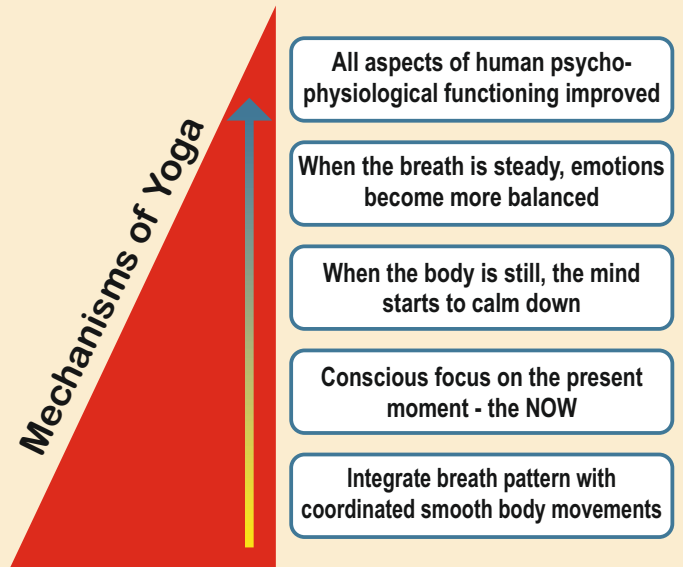 Mechanisms of Yoga
All aspects of human psycho-
physiological functioning improved
When the breath is steady, emotions
become more balanced
When the body is still, the mind
starts to calm down
Conscious focus on the present
moment - the NOW
Integrate breath pattern with
coordinated smooth body movements